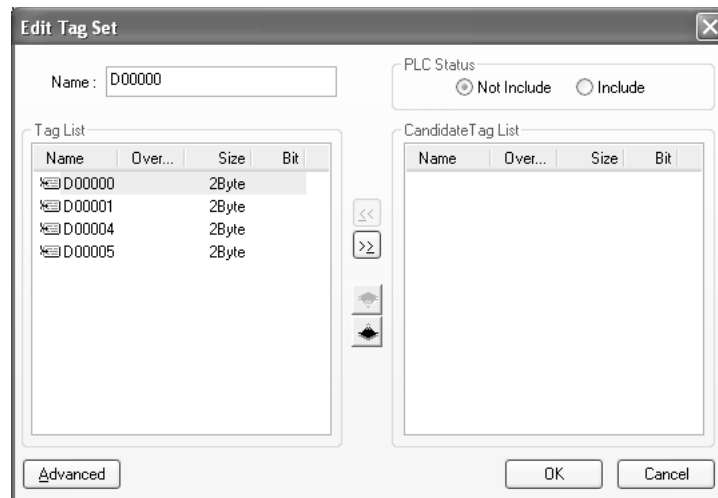 Edit Tag Set
Name : D00000
PLC Status
Not Include Include
Tag List
Name Over... Size Bit
D00000 2Byte
D00001 2Byte
D00004 2Byte
D00005 2Byte
<<
>>
CandidateTag List
Name Over... Size Bit
Advanced
OK
Cancel